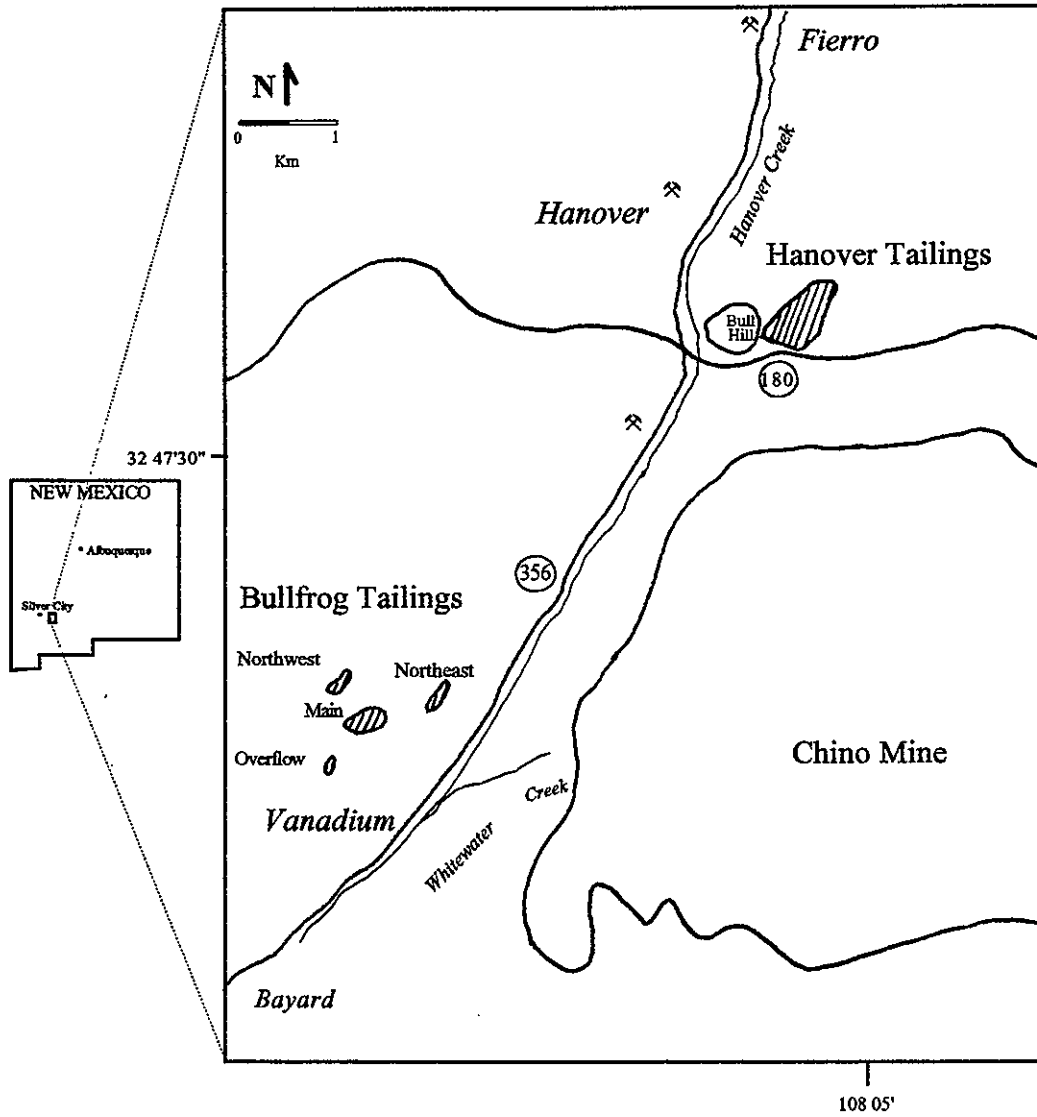 Fierro
N
0 1
Km
Hanover Creek
Hanover
Hanover Tailings
Bull
Hill
180
32 47'30"
NEW MEXICO
Albuquerque
Silver City
356
Bullfrog Tailings
Northwest
Northeast
Main
Overflow
Chino Mine
Vanadium
Whitewater
Creek
Bayard
108 05'